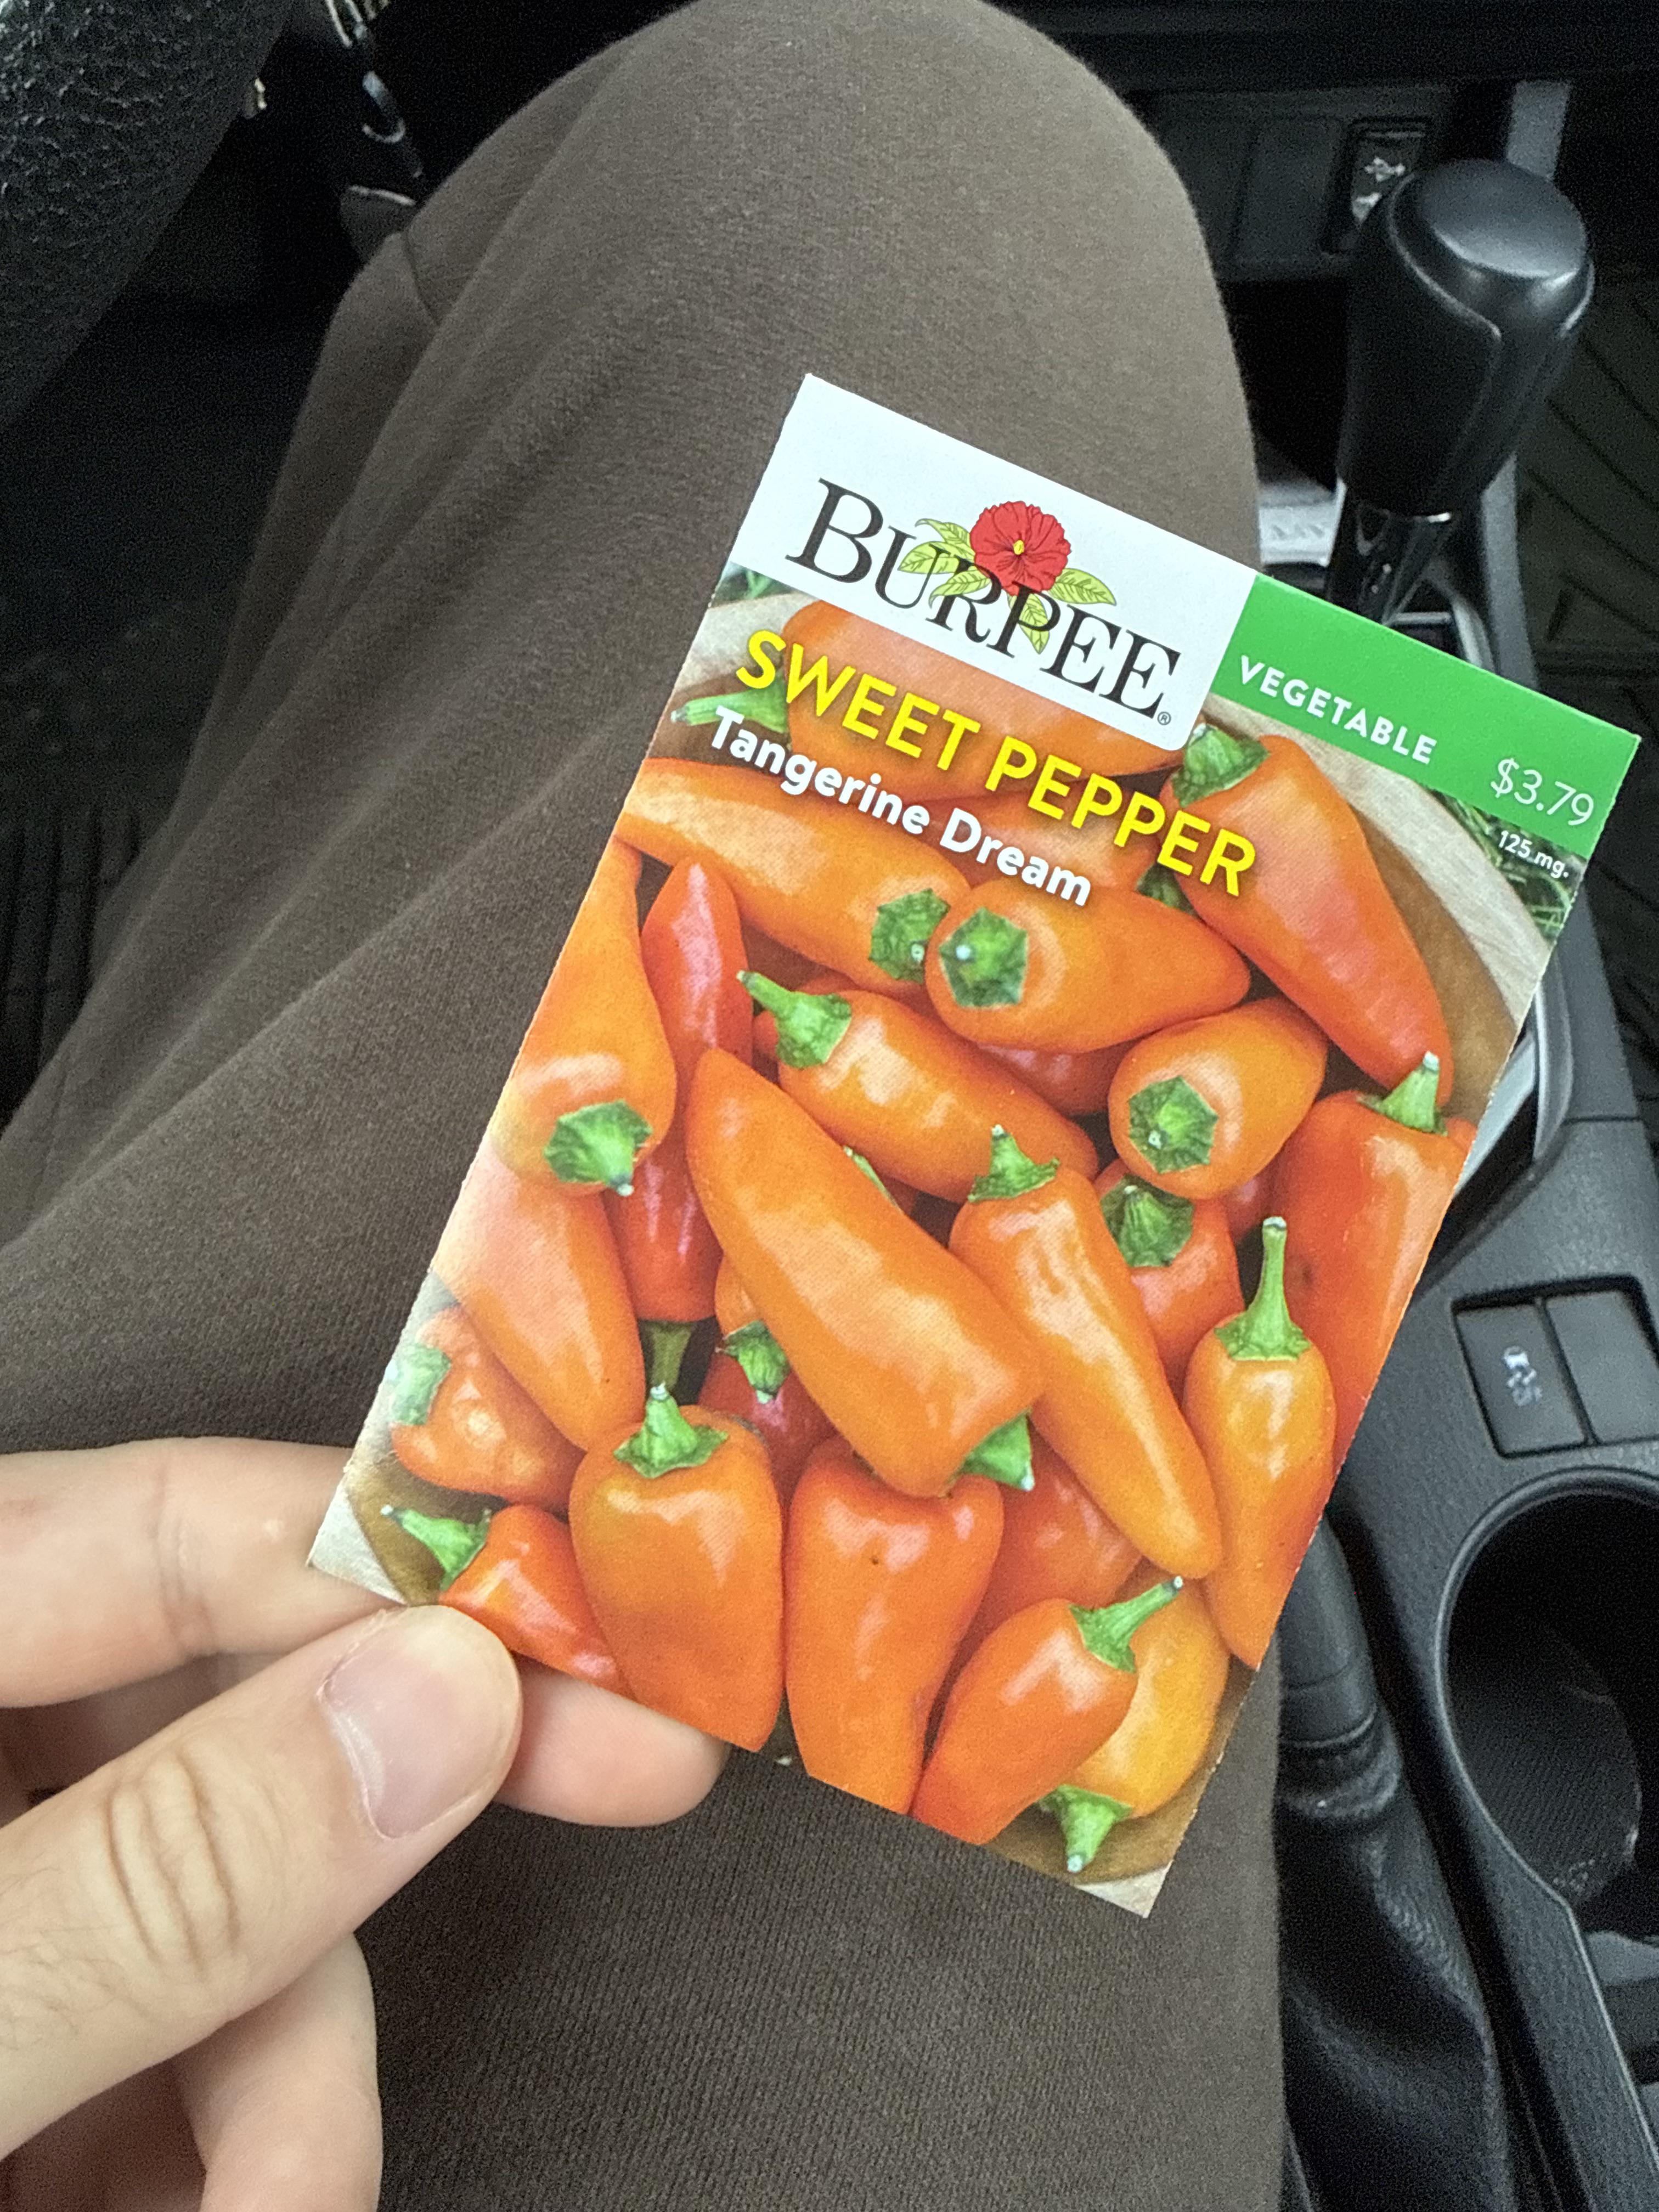 BURPEE®
VEGETABLE
$3.79
125 mg.
SWEET PEPPER
Tangerine Dream